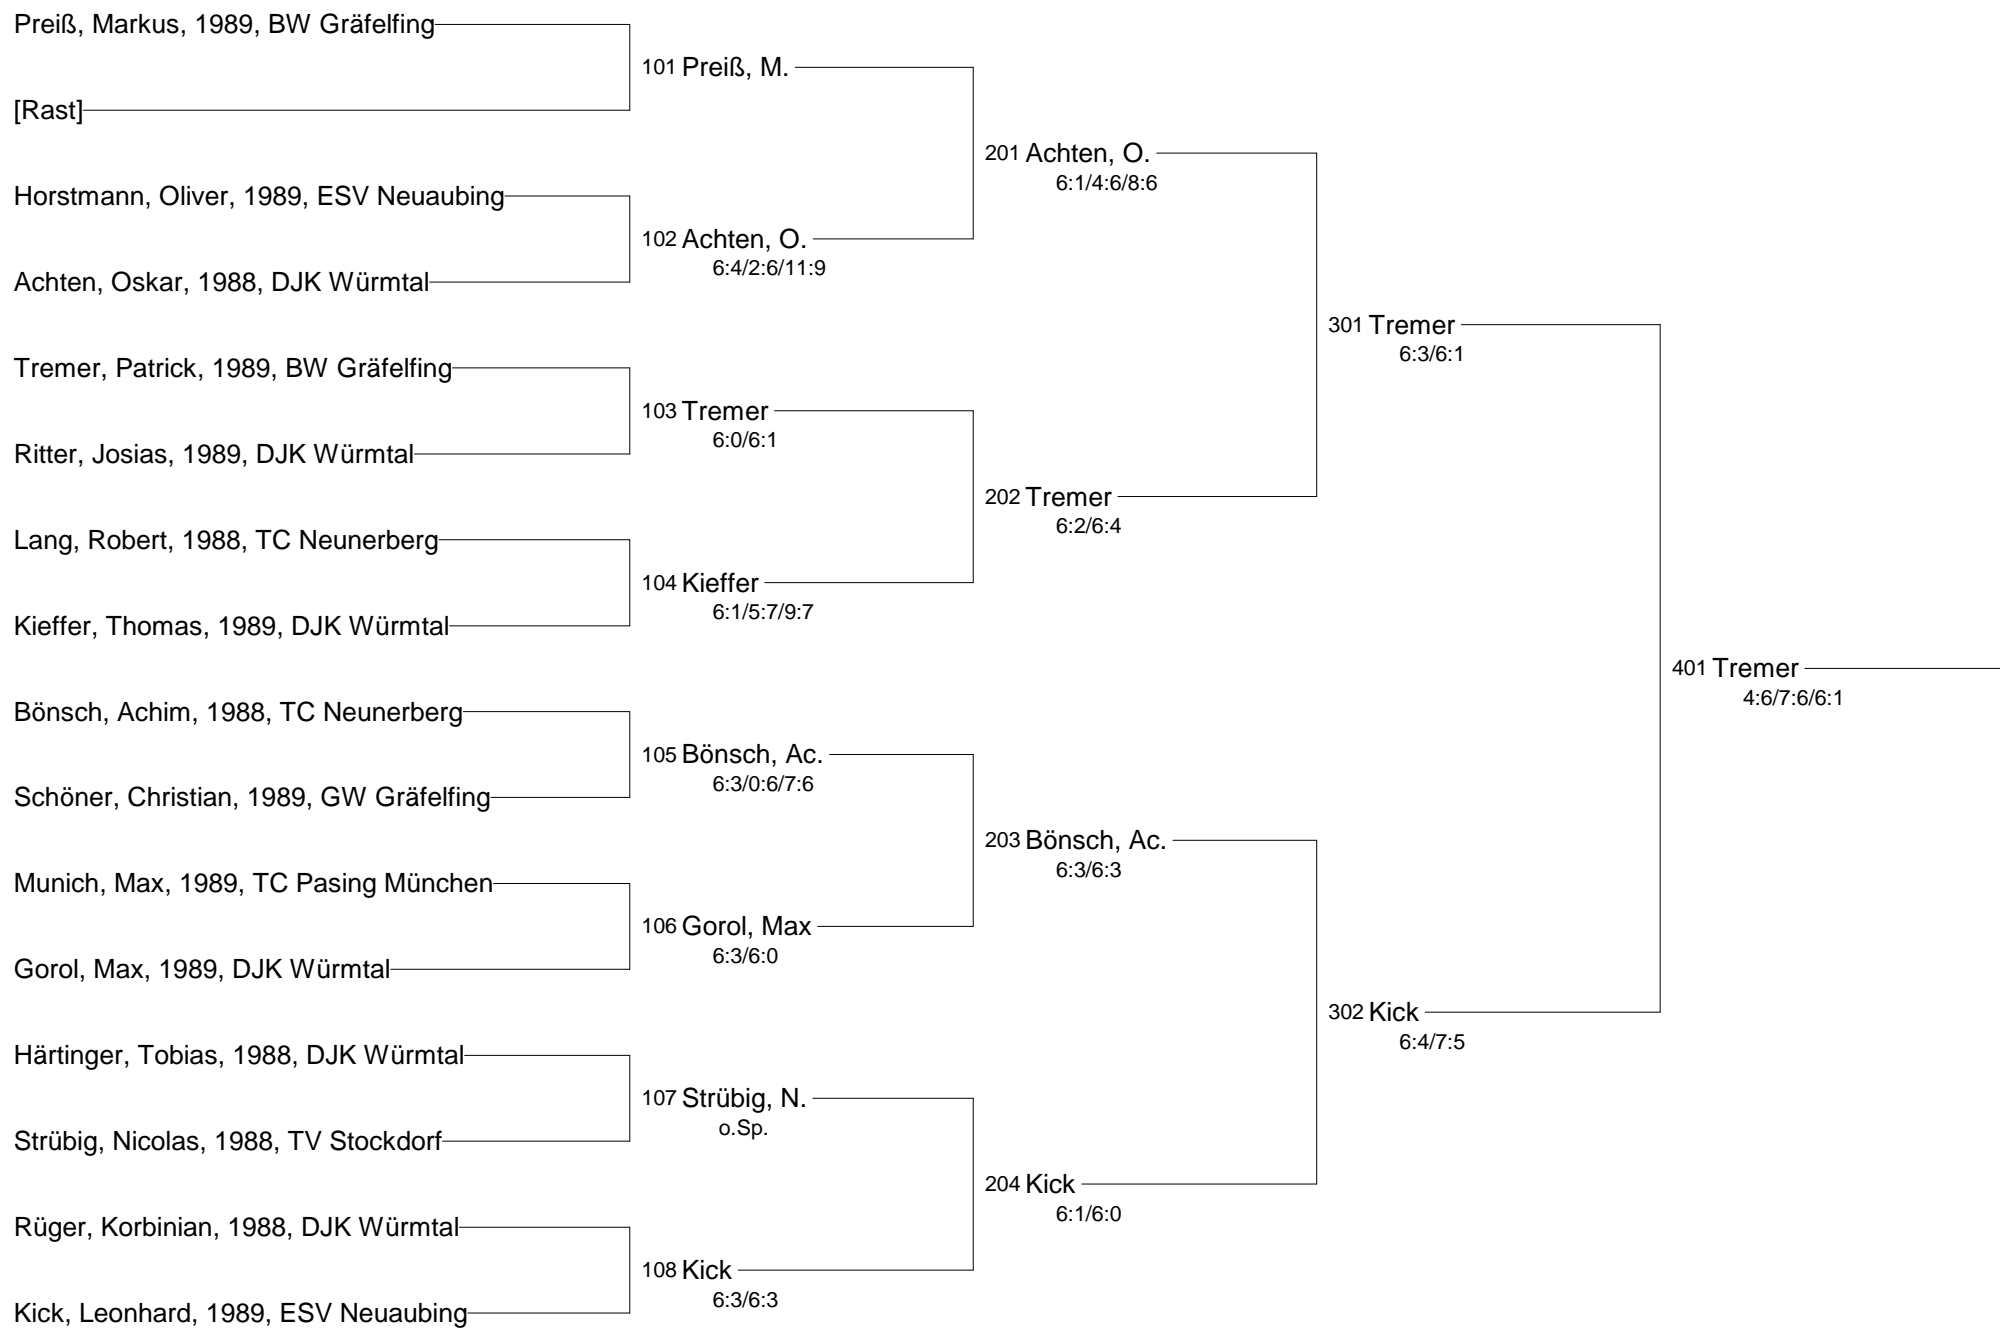 Preiß, Markus, 1989, BW Gräfelfing
[Rast]
Horstmann, Oliver, 1989, ESV Neuaubing
Achten, Oskar, 1988, DJK Würmtal
Tremer, Patrick, 1989, BW Gräfelfing
Ritter, Josias, 1989, DJK Würmtal
Lang, Robert, 1988, TC Neunerberg
Kieffer, Thomas, 1989, DJK Würmtal
Bönsch, Achim, 1988, TC Neunerberg
Schöner, Christian, 1989, GW Gräfelfing
Munich, Max, 1989, TC Pasing München
Gorol, Max, 1989, DJK Würmtal
Härtinger, Tobias, 1988, DJK Würmtal
Strübig, Nicolas, 1988, TV Stockdorf
Rüger, Korbinian, 1988, DJK Würmtal
Kick, Leonhard, 1989, ESV Neuaubing
101 Preiß, M.
102 Achten, O.
6:4/2:6/11:9
103 Tremer
6:0/6:1
104 Kieffer
6:1/5:7/9:7
105 Bönsch, Ac.
6:3/0:6/7:6
106 Gorol, Max
6:3/6:0
107 Strübig, N.
o.Sp.
108 Kick
6:3/6:3
201 Achten, O.
6:1/4:6/8:6
202 Tremer
6:2/6:4
203 Bönsch, Ac.
6:3/6:3
204 Kick
6:1/6:0
301 Tremer
6:3/6:1
302 Kick
6:4/7:5
401 Tremer
4:6/7:6/6:1